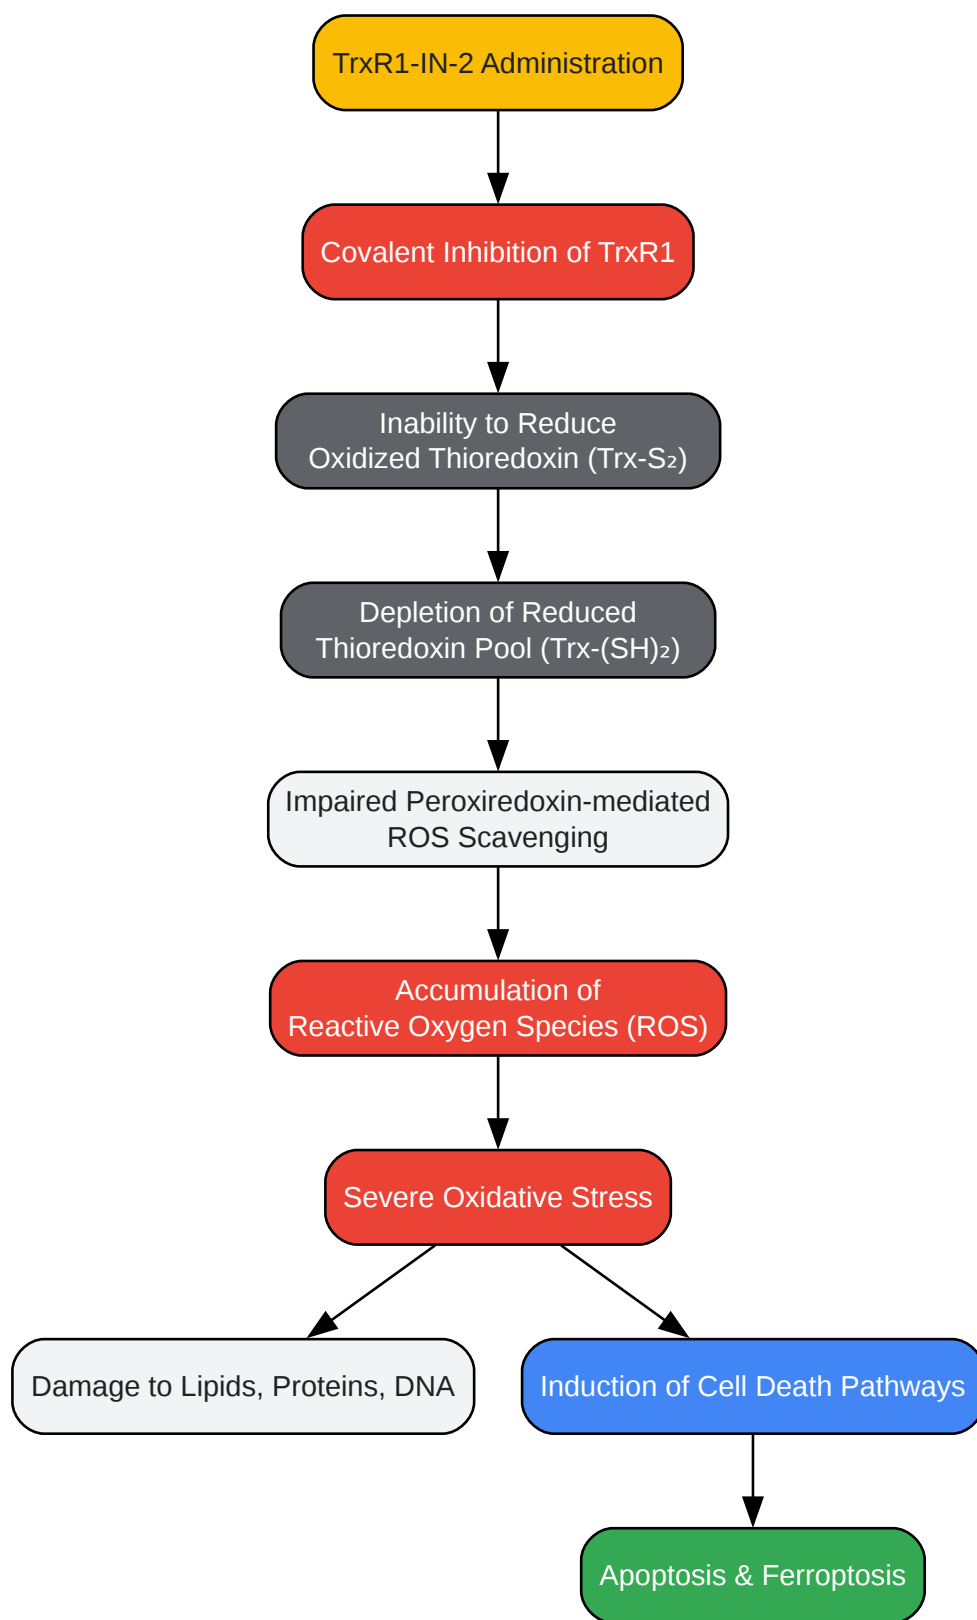 TrxR1-IN-2 Administration
Covalent Inhibition of TrxR1
Inability to Reduce
Oxidized Thioredoxin (Trx-S₂)
Depletion of Reduced
Thioredoxin Pool (Trx-(SH)₂)
Impaired Peroxiredoxin-mediated
ROS Scavenging
Accumulation of
Reactive Oxygen Species (ROS)
Severe Oxidative Stress
Damage to Lipids, Proteins, DNA
Induction of Cell Death Pathways
Apoptosis & Ferroptosis